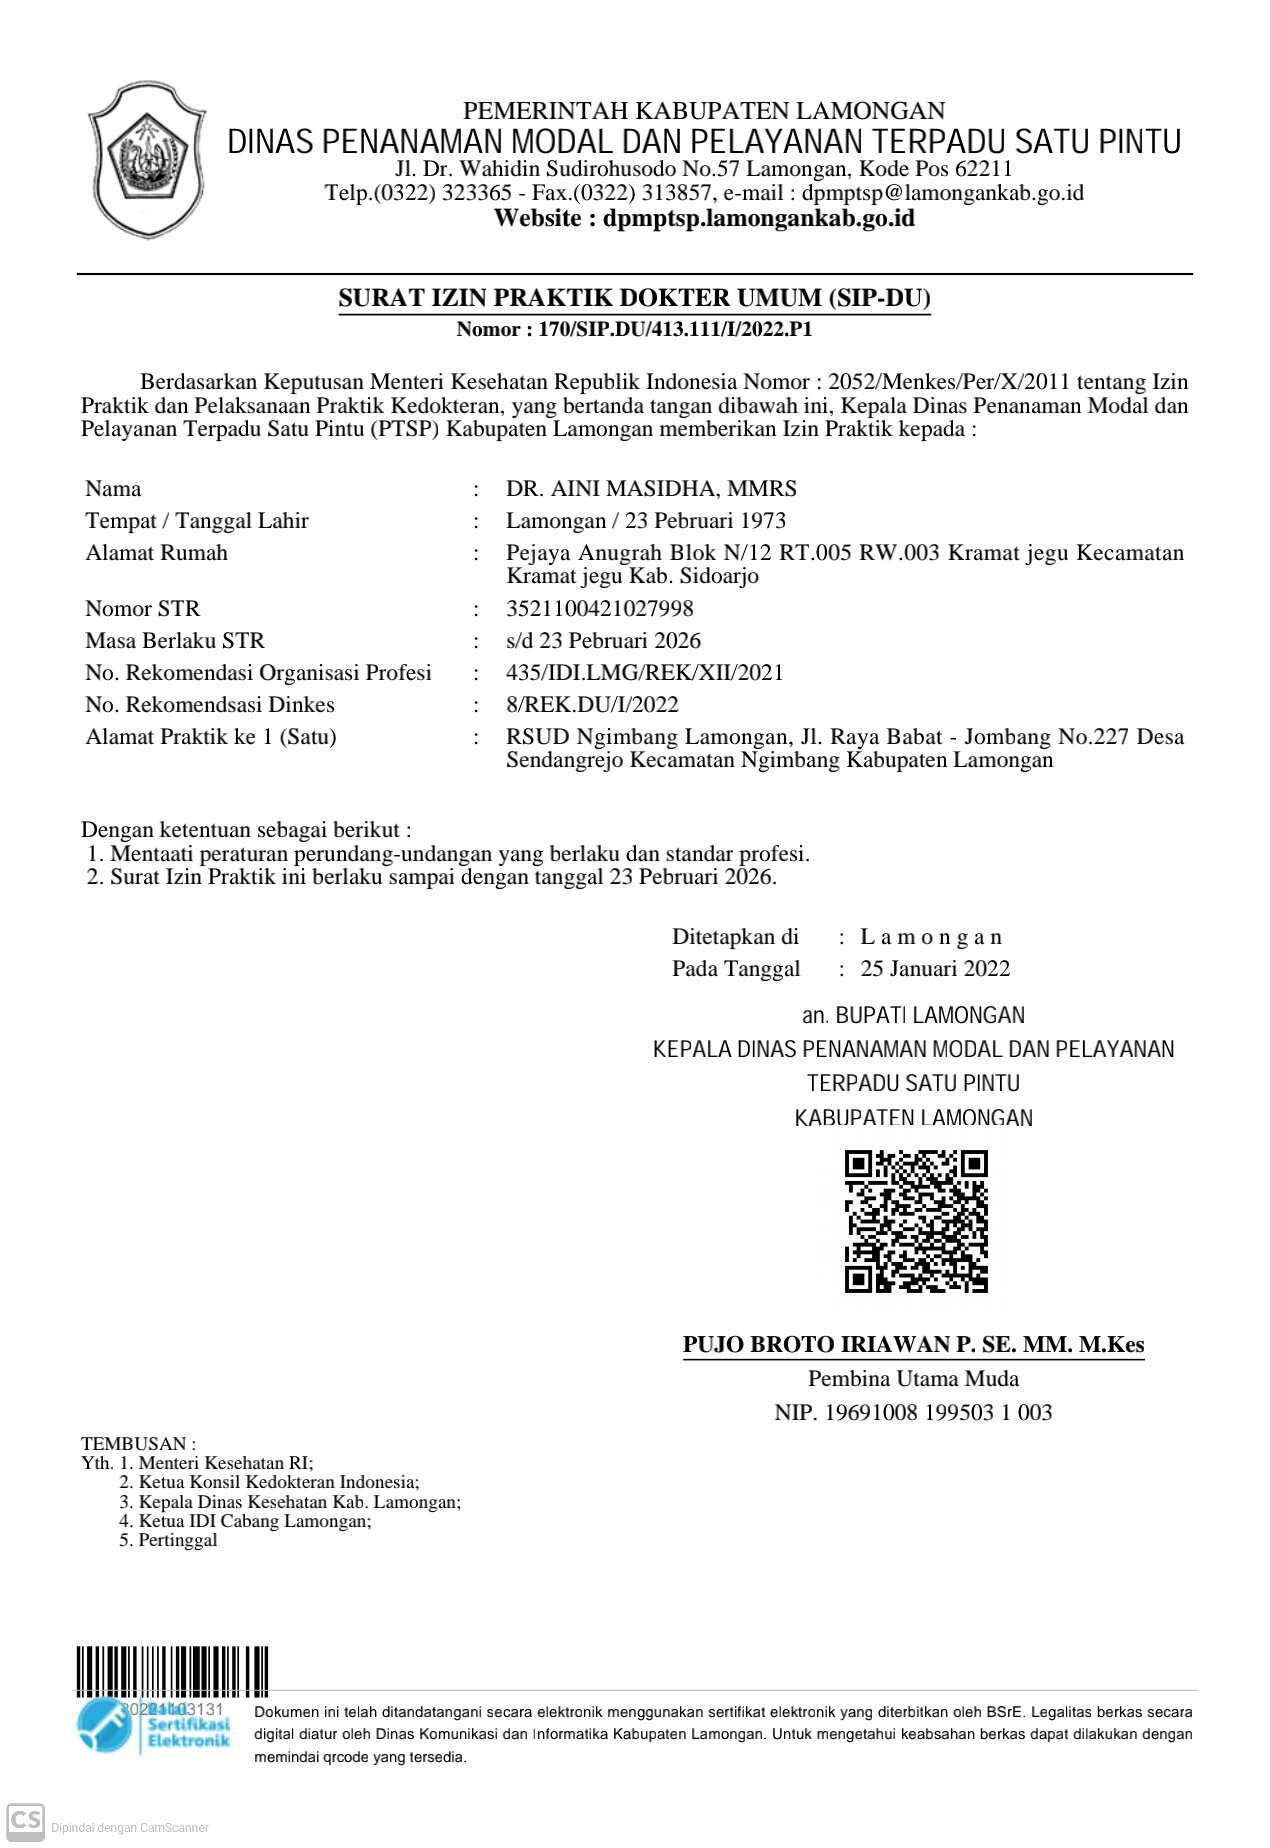 PEMERINTAH KABUPATEN LAMONGAN
DINAS PENANAMAN MODAL DAN PELAYANAN TERPADU SATU PINTU
Jl. Dr. Wahidin Sudirohusodo No.57 Lamongan, Kode Pos 62211
Telp.(0322) 323365 - Fax.(0322) 313857, e-mail : dpmptsp@lamongankab.go.id
Website : dpmptsp.lamongankab.go.id
SURAT IZIN PRAKTIK DOKTER UMUM (SIP-DU)
Nomor : 170/SIP.DU/413.111/I/2022.P1
Berdasarkan Keputusan Menteri Kesehatan Republik Indonesia Nomor : 2052/Menkes/Per/X/2011 tentang Izin
Praktik dan Pelaksanaan Praktik Kedokteran, yang bertanda tangan dibawah ini, Kepala Dinas Penanaman Modal dan
Pelayanan Terpadu Satu Pintu (PTSP) Kabupaten Lamongan memberikan Izin Praktik kepada :
Nama : DR. AINI MASIDHA, MMRS
Tempat / Tanggal Lahir : Lamongan / 23 Pebruari 1973
Alamat Rumah : Pejaya Anugrah Blok N/12 RT.005 RW.003 Kramat jegu Kecamatan
Kramat jegu Kab. Sidoarjo
Nomor STR : 3521100421027998
Masa Berlaku STR : s/d 23 Pebruari 2026
No. Rekomendasi Organisasi Profesi : 435/IDI.LMG/REK/XII/2021
No. Rekomendsasi Dinkes : 8/REK.DU/I/2022
Alamat Praktik ke 1 (Satu) : RSUD Ngimbang Lamongan, Jl. Raya Babat - Jombang No.227 Desa
Sendangrejo Kecamatan Ngimbang Kabupaten Lamongan
Dengan ketentuan sebagai berikut :
1. Mentaati peraturan perundang-undangan yang berlaku dan standar profesi.
2. Surat Izin Praktik ini berlaku sampai dengan tanggal 23 Pebruari 2026.
Ditetapkan di : L a m o n g a n
Pada Tanggal : 25 Januari 2022
an. BUPATI LAMONGAN
KEPALA DINAS PENANAMAN MODAL DAN PELAYANAN
TERPADU SATU PINTU
KABUPATEN LAMONGAN
PUJO BROTO IRIAWAN P. SE. MM. M.Kes
Pembina Utama Muda
NIP. 19691008 199503 1 003
TEMBUSAN :
Yth. 1. Menteri Kesehatan RI;
2. Ketua Konsil Kedokteran Indonesia;
3. Kepala Dinas Kesehatan Kab. Lamongan;
4. Ketua IDI Cabang Lamongan;
5. Pertinggal
Balai
Sertifikasi
Elektronik
Dokumen ini telah ditandatangani secara elektronik menggunakan sertifikat elektronik yang diterbitkan oleh BSrE. Legalitas berkas secara
digital diatur oleh Dinas Komunikasi dan Informatika Kabupaten Lamongan. Untuk mengetahui keabsahan berkas dapat dilakukan dengan
memindai qrcode yang tersedia.
CS Dipindai dengan CamScanner